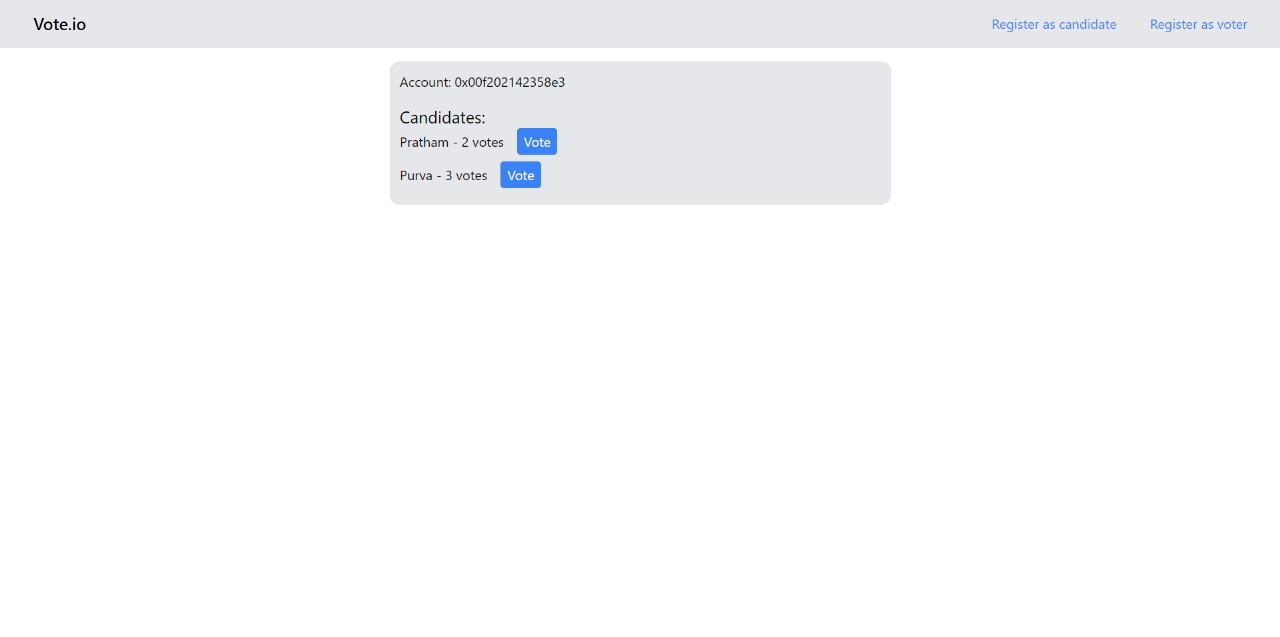 Vote.io Register as candidate Register as voter
Account: 0x00f202142358e3
Candidates:
Pratham - 2 votes Vote
Purva - 3 votes Vote